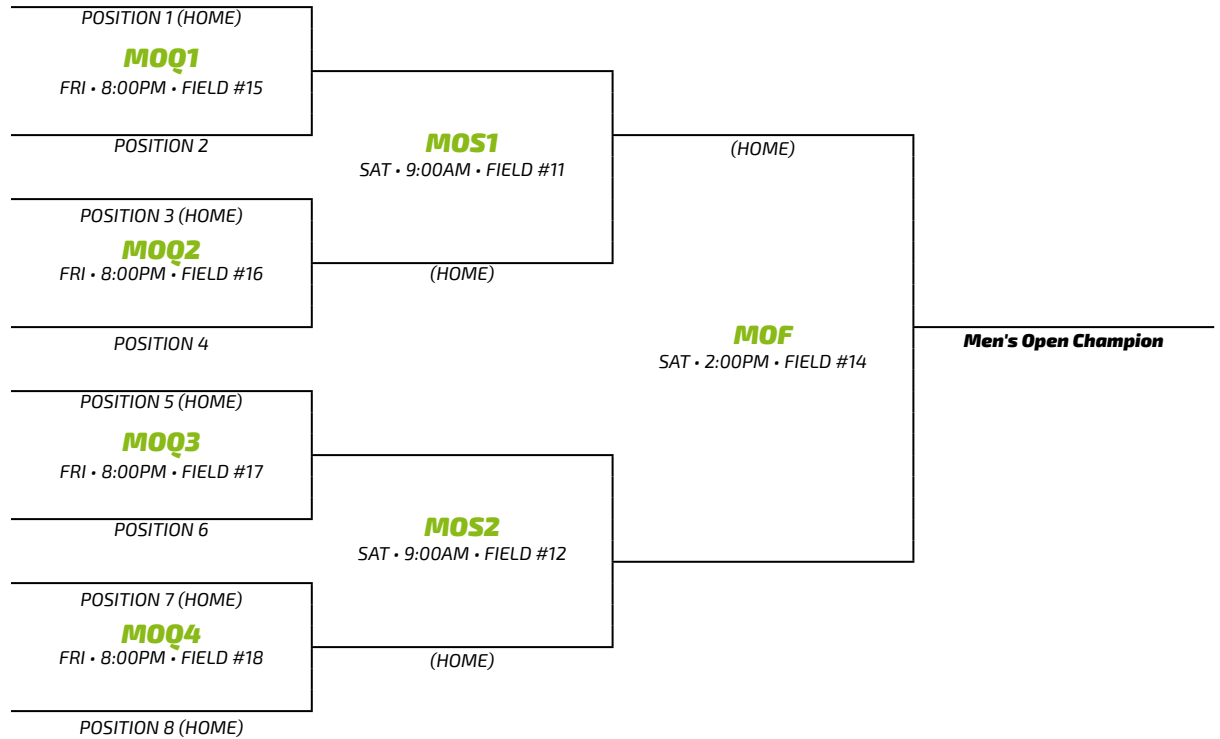 POSITION 1 (HOME)
MOQ1
FRI • 8:00PM • FIELD #15
POSITION 2
MOS1
SAT • 9:00AM • FIELD #11
(HOME)
POSITION 3 (HOME)
MOQ2
FRI • 8:00PM • FIELD #16
(HOME)
POSITION 4
MOF
SAT • 2:00PM • FIELD #14
Men's Open Champion
POSITION 5 (HOME)
MOQ3
FRI • 8:00PM • FIELD #17
POSITION 6
MOS2
SAT • 9:00AM • FIELD #12
POSITION 7 (HOME)
MOQ4
FRI • 8:00PM • FIELD #18
(HOME)
POSITION 8 (HOME)